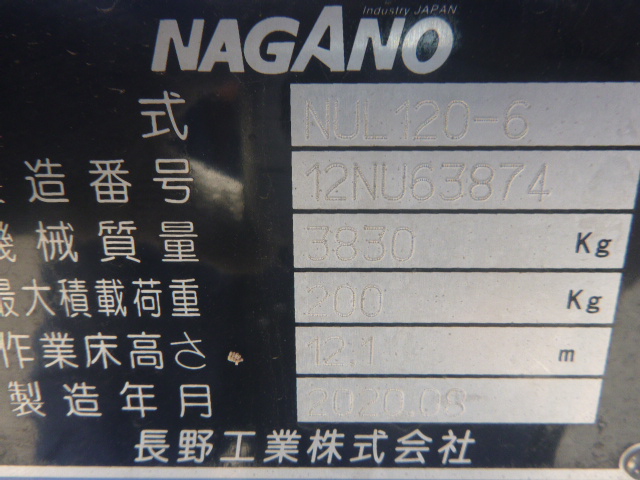 Industry JAPAN
NAGANO
式 NUL120-6
造番号 12NU63874
機械質量 3830 Kg
最大積載荷重 200 Kg
作業床高さ 12.1 m
製造年月 2020.08
長野工業株式会社